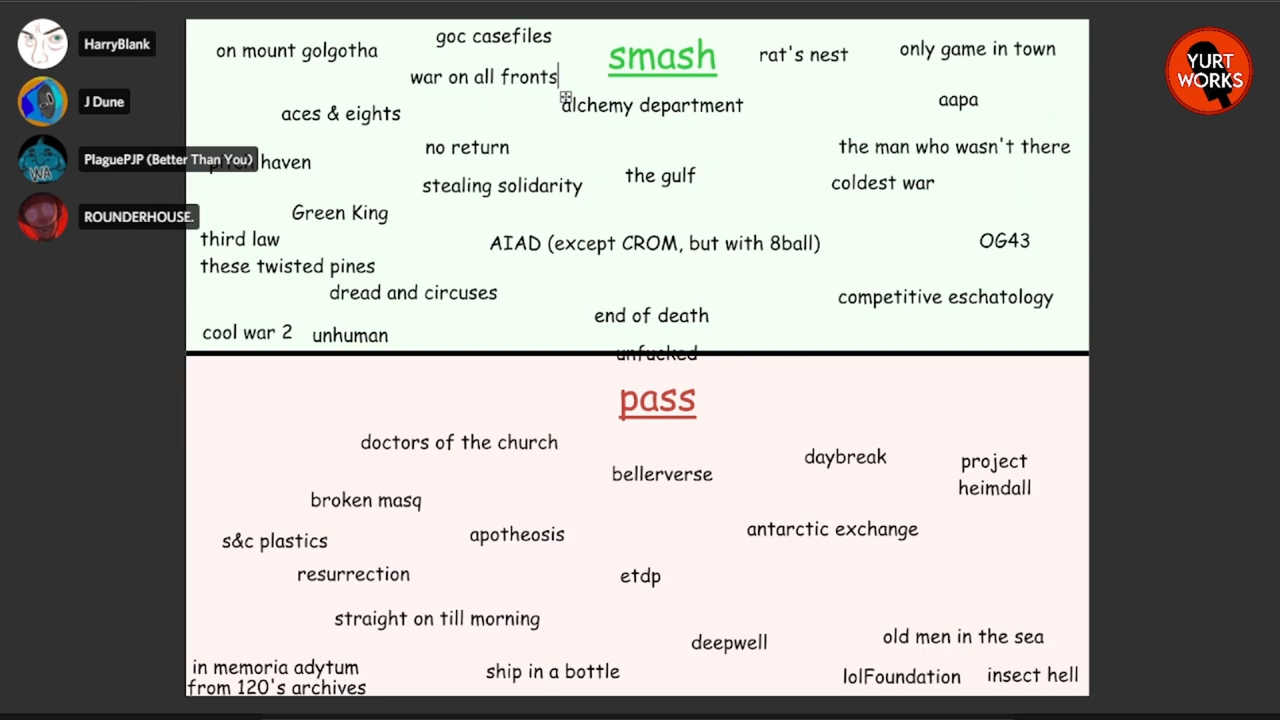 HarryBlank
J Dune
PlaguePJP (Better Than You)
ROUNDERHOUSE.
YURT
WORKS
smash
on mount golgotha
goc casefiles
rat's nest
only game in town
war on all fronts
alchemy department
aapa
aces & eights
no return
the man who wasn't there
haven
stealing solidarity
the gulf
coldest war
Green King
third law
AIAD (except CROM, but with 8ball)
OG43
these twisted pines
dread and circuses
competitive eschatology
end of death
cool war 2
unhuman
unfucked
pass
doctors of the church
bellerverse
daybreak
project
heimdall
broken masq
s&c plastics
apotheosis
antarctic exchange
resurrection
etdp
straight on till morning
deepwell
old men in the sea
in memoria adytum
from 120's archives
ship in a bottle
lolFoundation
insect hell